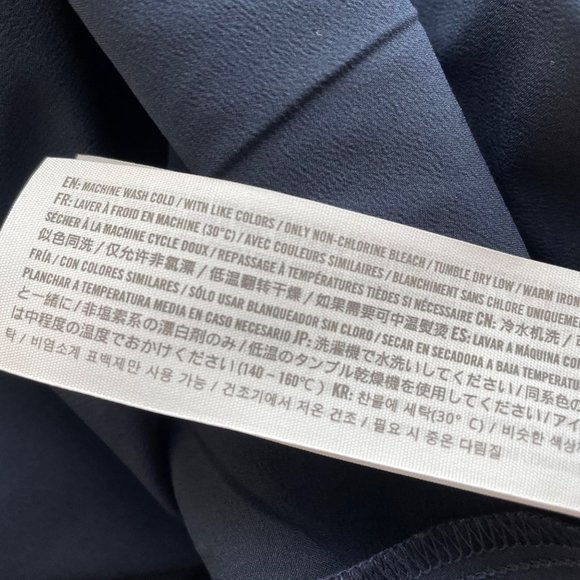 EN: MACHINE WASH COLD / WITH LIKE COLORS / ONLY NON-CHLORINE BLEACH / TUMBLE DRY LOW / WARM IRON
FR: LAVER À FROID EN MACHINE (30°C) / AVEC COULEURS SIMILAIRES / BLANCHIMENT SANS CHLORE UNIQUEME
SÉCHER À LA MACHINE CYCLE DOUX / REPASSAGE À TEMPÉRATURES TIÈDES SI NÉCESSAIRE CN: 冷水机洗 /
似色同洗 / 仅允许非氯漂 / 低温翻转干燥 / 如果需要可中温熨烫 ES: LAVAR A MÁQUINA CON
FRÍA / CON COLORES SIMILARES / SÓLO USAR BLANQUEADOR SIN CLORO / SECAR EN SECADORA A BAJA TEMPERAT
PLANCHAR A TEMPERATURA MEDIA EN CASO NECESARIO JP: 洗濯機で水洗いしてください / 同系色の
と一緒に / 非塩素系の漂白剤のみ / 低温のタンブル乾燥機を使用してください / アイ
は中程度の温度でおかけください (140 – 160°C) KR: 찬물에 세탁(30° C) / 비슷한 색상
탁 / 비염소계 표백제만 사용 가능 / 건조기에서 저온 건조 / 필요 시 중온 다림질